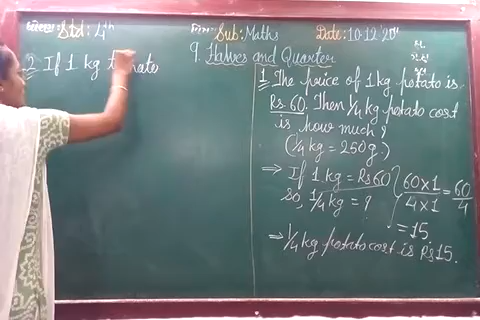 Std: 4th
Sub: Maths
Date: 10-12-20
9. Halves and Quarter
2. If 1 kg
1. The price of 1 kg potato is
Rs. 60. Then 1/4 kg potato cost
is how much?
(1/4 kg = 250 g.)
⇒ If 1 kg = Rs 60
so, 1/4 kg = ?
60×1/4×1 = 60/4
= 15
⇒ 1/4 kg potato cost is Rs 15.